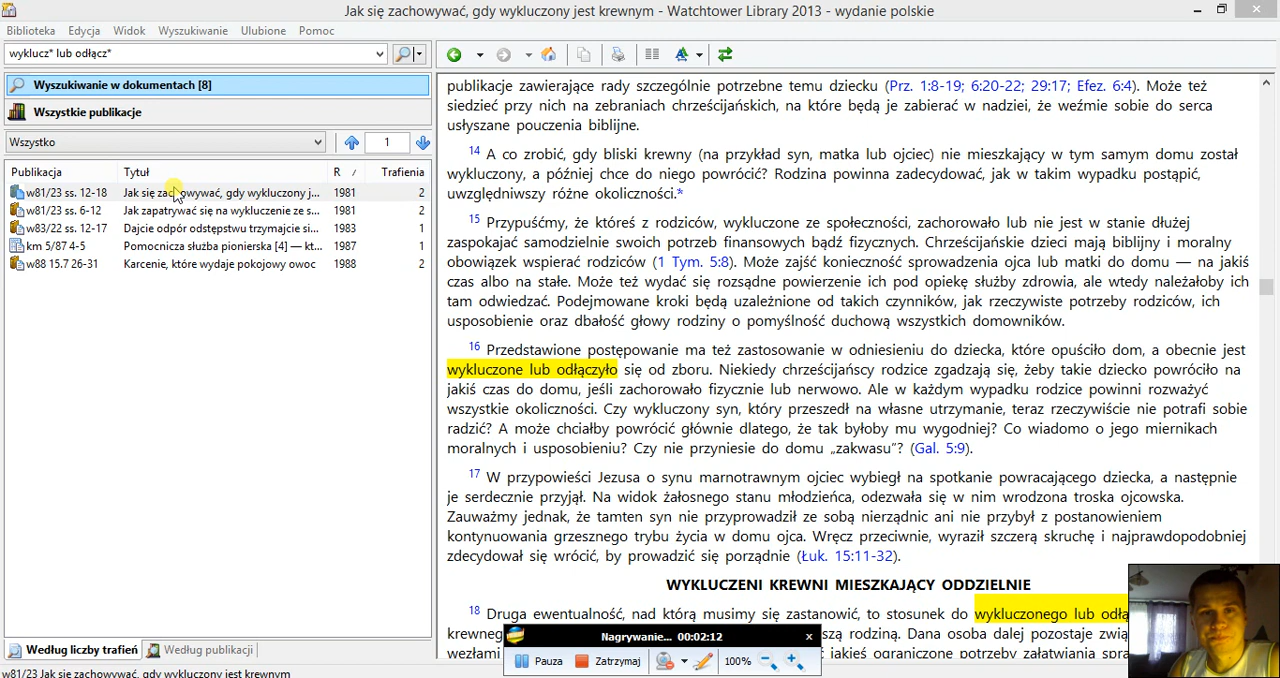 Jak się zachowywać, gdy wykluczony jest krewnym - Watchtower Library 2013 - wydanie polskie
Biblioteka Edycja Widok Wyszukiwanie Ulubione Pomoc
wyklucz* lub odłącz*
Wyszukiwanie w dokumentach [8]
Wszystkie publikacje
Wszystko 1
Publikacja Tytuł R / Trafienia
w81/23 ss. 12-18 Jak się zachowywać, gdy wykluczony j... 1981 2
w81/23 ss. 6-12 Jak zapatrywać się na wykluczenie ze s... 1981 2
w83/22 ss. 12-17 Dajcie odpór odstępstwu trzymajcie si... 1983 1
km 5/87 4-5 Pomocnicza służba pionierska [4] — kt... 1987 1
w88 15.7 26-31 Karcenie, które wydaje pokojowy owoc 1988 2
Według liczby trafień Według publikacji
w81/23 Jak się zachowywać, gdy wykluczony jest krewnym
publikacje zawierające rady szczególnie potrzebne temu dziecku (Prz. 1:8-19; 6:20-22; 29:17; Efez. 6:4). Może też
siedzieć przy nich na zebraniach chrześcijańskich, na które będą je zabierać w nadziei, że weźmie sobie do serca
usłyszane pouczenia biblijne.
14 A co zrobić, gdy bliski krewny (na przykład syn, matka lub ojciec) nie mieszkający w tym samym domu został
wykluczony, a później chce do niego powrócić? Rodzina powinna zadecydować, jak w takim wypadku postąpić,
uwzględniwszy różne okoliczności.*
15 Przypuśćmy, że któreś z rodziców, wykluczone ze społeczności, zachorowało lub nie jest w stanie dłużej
zaspokajać samodzielnie swoich potrzeb finansowych bądź fizycznych. Chrześcijańskie dzieci mają biblijny i moralny
obowiązek wspierać rodziców (1 Tym. 5:8). Może zajść konieczność sprowadzenia ojca lub matki do domu — na jakiś
czas albo na stałe. Może też wydać się rozsądne powierzenie ich pod opiekę służby zdrowia, ale wtedy należałoby ich
tam odwiedzać. Podejmowane kroki będą uzależnione od takich czynników, jak rzeczywiste potrzeby rodziców, ich
usposobienie oraz dbałość głowy rodziny o pomyślność duchową wszystkich domowników.
16 Przedstawione postępowanie ma też zastosowanie w odniesieniu do dziecka, które opuściło dom, a obecnie jest
wykluczone lub odłączyło się od zboru. Niekiedy chrześcijańscy rodzice zgadzają się, żeby takie dziecko powróciło na
jakiś czas do domu, jeśli zachorowało fizycznie lub nerwowo. Ale w każdym wypadku rodzice powinni rozważyć
wszystkie okoliczności. Czy wykluczony syn, który przeszedł na własne utrzymanie, teraz rzeczywiście nie potrafi sobie
radzić? A może chciałby powrócić głównie dlatego, że tak byłoby mu wygodniej? Co wiadomo o jego miernikach
moralnych i usposobieniu? Czy nie przyniesie do domu „zakwasu”? (Gal. 5:9).
17 W przypowieści Jezusa o synu marnotrawnym ojciec wybiegł na spotkanie powracającego dziecka, a następnie
je serdecznie przyjął. Na widok żałosnego stanu młodzieńca, odezwała się w nim wrodzona troska ojcowska.
Zauważmy jednak, że tamten syn nie przyprowadził ze sobą nierządnic ani nie przybył z postanowieniem
kontynuowania grzesznego trybu życia w domu ojca. Wręcz przeciwnie, wyraził szczerą skruchę i najprawdopodobniej
zdecydował się wrócić, by prowadzić się porządnie (Łuk. 15:11-32).
WYKLUCZENI KREWNI MIESZKAJĄCY ODDZIELNIE
18 Druga ewentualność, nad którą musimy się zastanowić, to stosunek do wykluczonego lub odłą
krewneg szą rodziną. Dana osoba dalej pozostaje zwią
węzłami jakieś ograniczone potrzeby załatwiania spra
Nagrywanie... 00:02:12
Pauza Zatrzymaj 100%